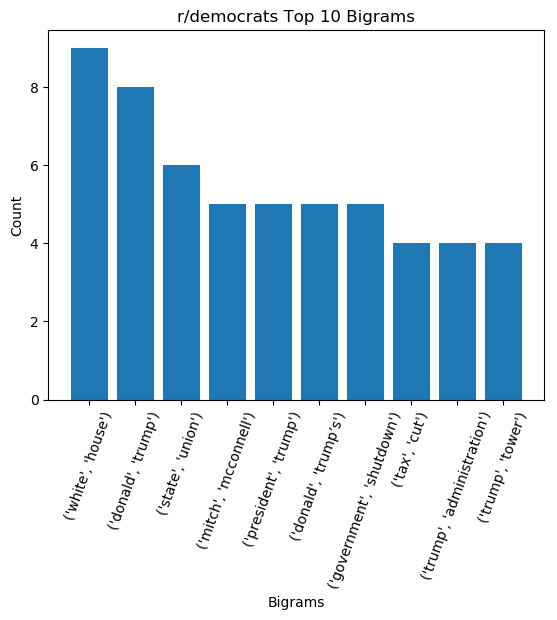 r/democrats Top 10 Bigrams
Count
8
6
4
2
0
('white', 'house')
('donald', 'trump')
('state', 'union')
('mitch', 'mcconnell')
('president', 'trump')
('donald', 'trump's')
('government', 'shutdown')
('tax', 'cut')
('trump', 'administration')
('trump', 'tower')
Bigrams